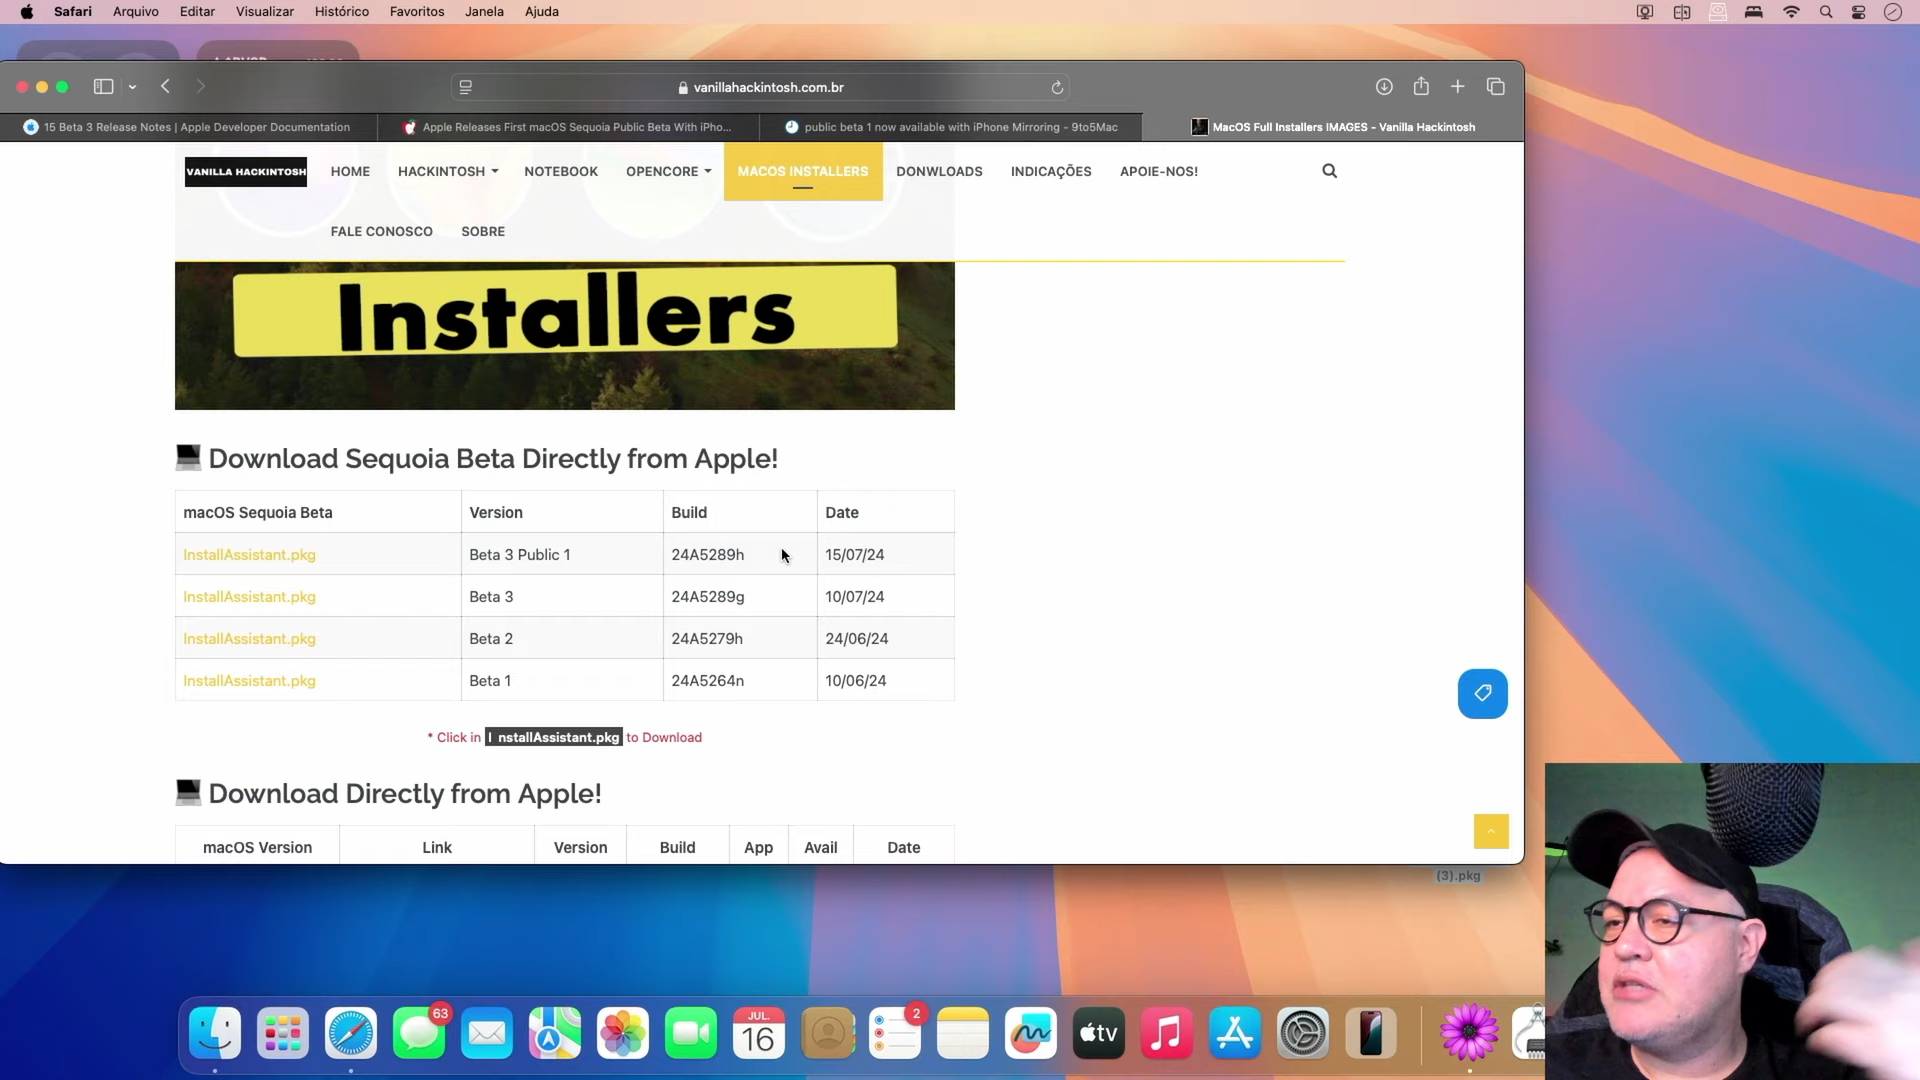 Safari Arquivo Editar Visualizar Histórico Favoritos Janela Ajuda
vanillahackintosh.com.br
15 Beta 3 Release Notes | Apple Developer Documentation
Apple Releases First macOS Sequoia Public Beta With iPho...
public beta 1 now available with iPhone Mirroring - 9to5Mac
MacOS Full Installers IMAGES - Vanilla Hackintosh
VANILLA HACKINTOSH HOME HACKINTOSH NOTEBOOK OPENCORE MACOS INSTALLERS DONWLOADS INDICAÇÕES APOIE-NOS!
FALE CONOSCO SOBRE
Installers
Download Sequoia Beta Directly from Apple!
macOS Sequoia Beta Version Build Date
InstallAssistant.pkg Beta 3 Public 1 24A5289h 15/07/24
InstallAssistant.pkg Beta 3 24A5289g 10/07/24
InstallAssistant.pkg Beta 2 24A5279h 24/06/24
InstallAssistant.pkg Beta 1 24A5264n 10/06/24
* Click in I nstallAssistant.pkg to Download
Download Directly from Apple!
macOS Version Link Version Build App Avail Date
(3).pkg
63
JUL.
16
2
tv